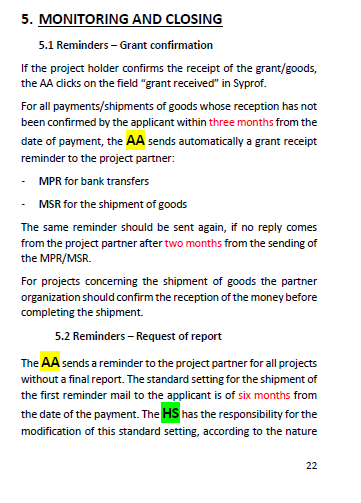 5. MONITORING AND CLOSING
5.1 Reminders – Grant confirmation
If the project holder confirms the receipt of the grant/goods,
the AA clicks on the field "grant received" in Syprof.
For all payments/shipments of goods whose reception has not
been confirmed by the applicant within three months from the
date of payment, the AA sends automatically a grant receipt
reminder to the project partner:
- MPR for bank transfers
- MSR for the shipment of goods
The same reminder should be sent again, if no reply comes
from the project partner after two months from the sending of
the MPR/MSR.
For projects concerning the shipment of goods the partner
organization should confirm the reception of the money before
completing the shipment.
5.2 Reminders – Request of report
The AA sends a reminder to the project partner for all projects
without a final report. The standard setting for the shipment of
the first reminder mail to the applicant is of six months from
the date of the payment. The HS has the responsibility for the
modification of this standard setting, according to the nature
22